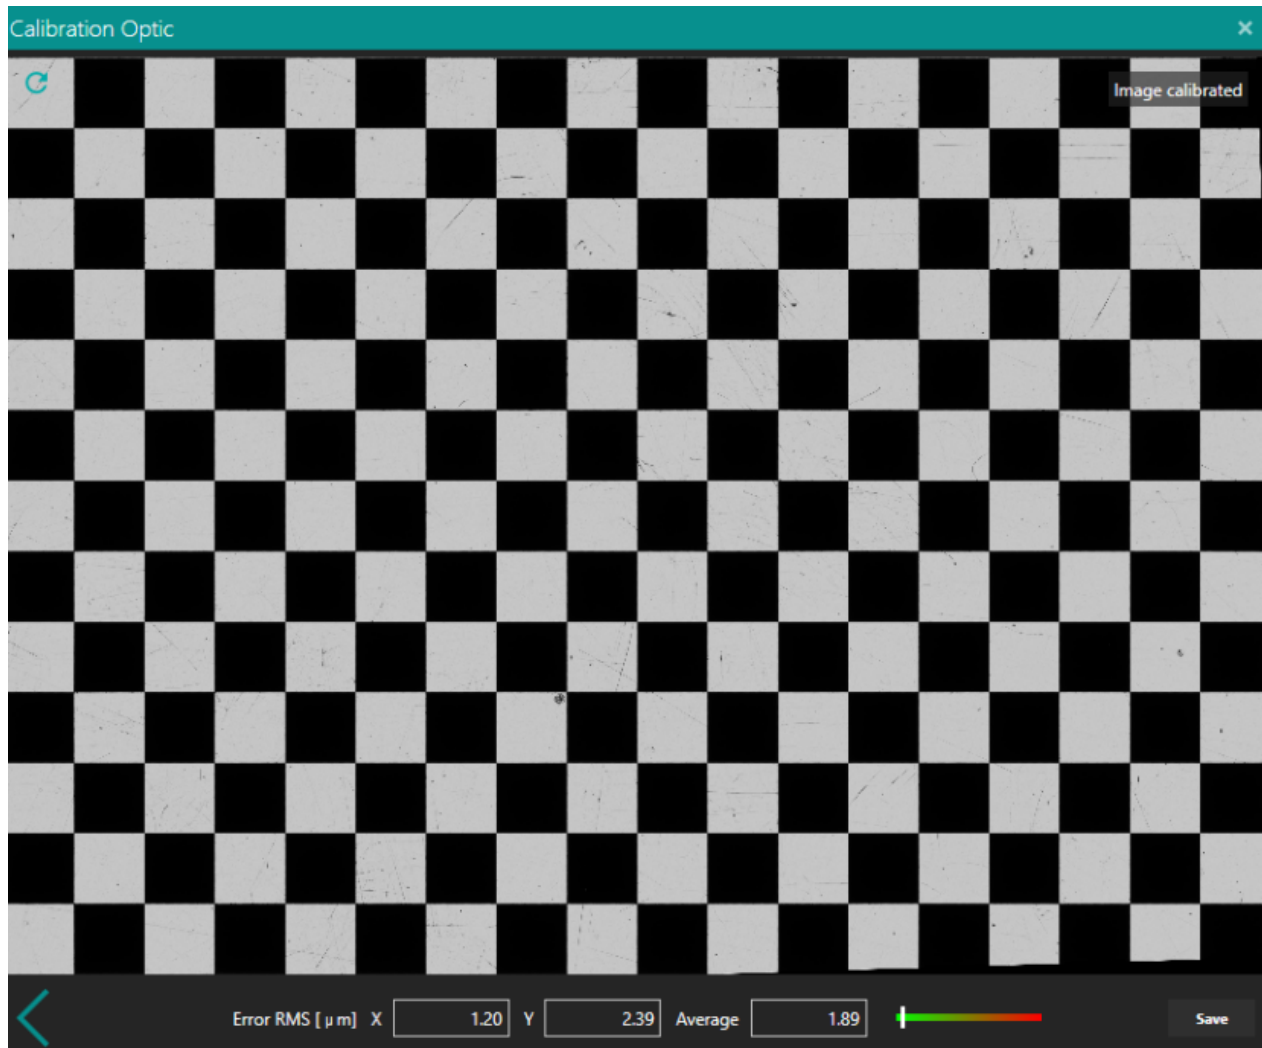 Calibration Optic
Image calibrated
Error RMS [ μ m] X 1.20 Y 2.39 Average 1.89 Save